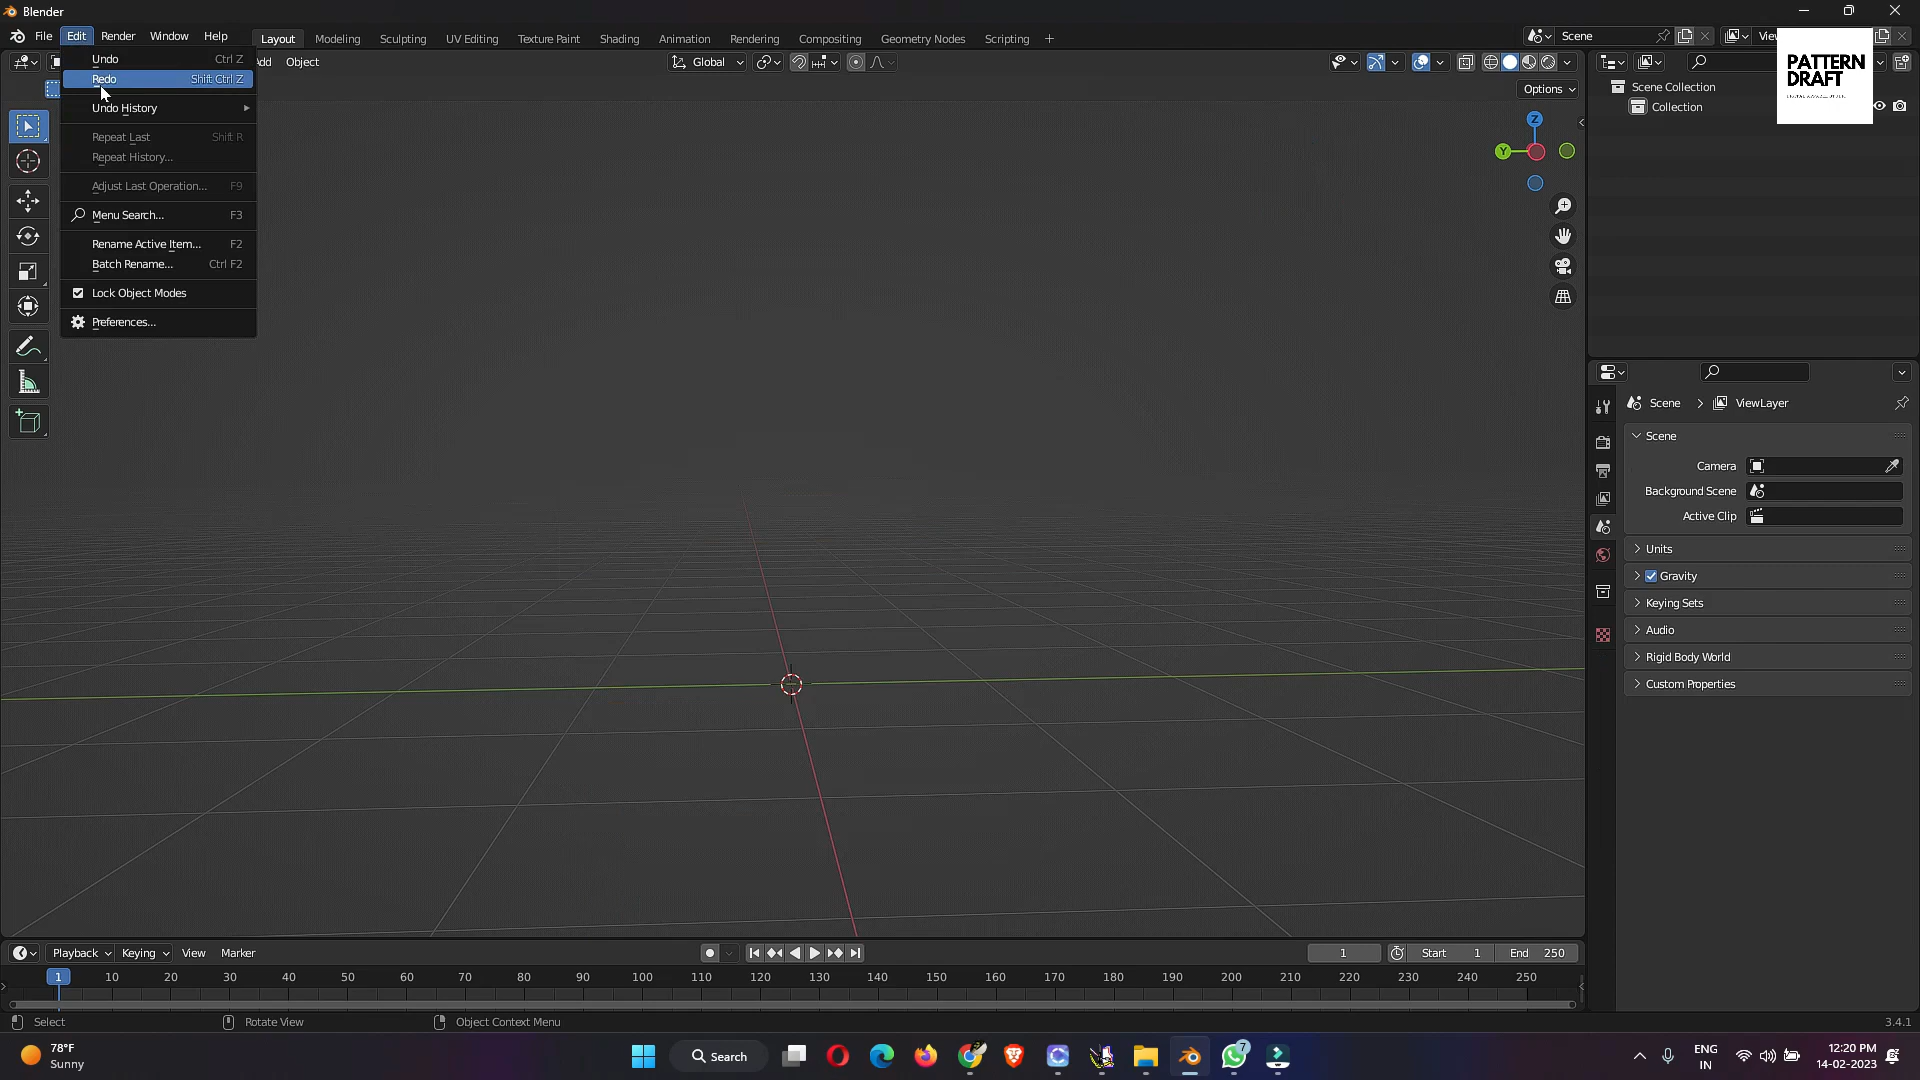 Blender
File Edit Render Window Help Layout Modeling Sculpting UV Editing Texture Paint Shading Animation Rendering Compositing Geometry Nodes Scripting + Scene Vie
PATTERN
DRAFT
Add Object Global
Options
Undo Ctrl Z
Redo Shift Ctrl Z
Undo History
Repeat Last Shift R
Repeat History...
Adjust Last Operation... F9
Menu Search... F3
Rename Active Item... F2
Batch Rename... Ctrl F2
Lock Object Modes
Preferences...
Z
Y
Scene Collection
Collection
Scene > ViewLayer
Scene
Camera
Background Scene
Active Clip
Units
Gravity
Keying Sets
Audio
Rigid Body World
Custom Properties
Playback Keying View Marker 1 Start 1 End 250
1 10 20 30 40 50 60 70 80 90 100 110 120 130 140 150 160 170 180 190 200 210 220 230 240 250
Select Rotate View Object Context Menu 3.4.1
78°F
Sunny
Search
7
ENG
IN
12:20 PM
14-02-2023